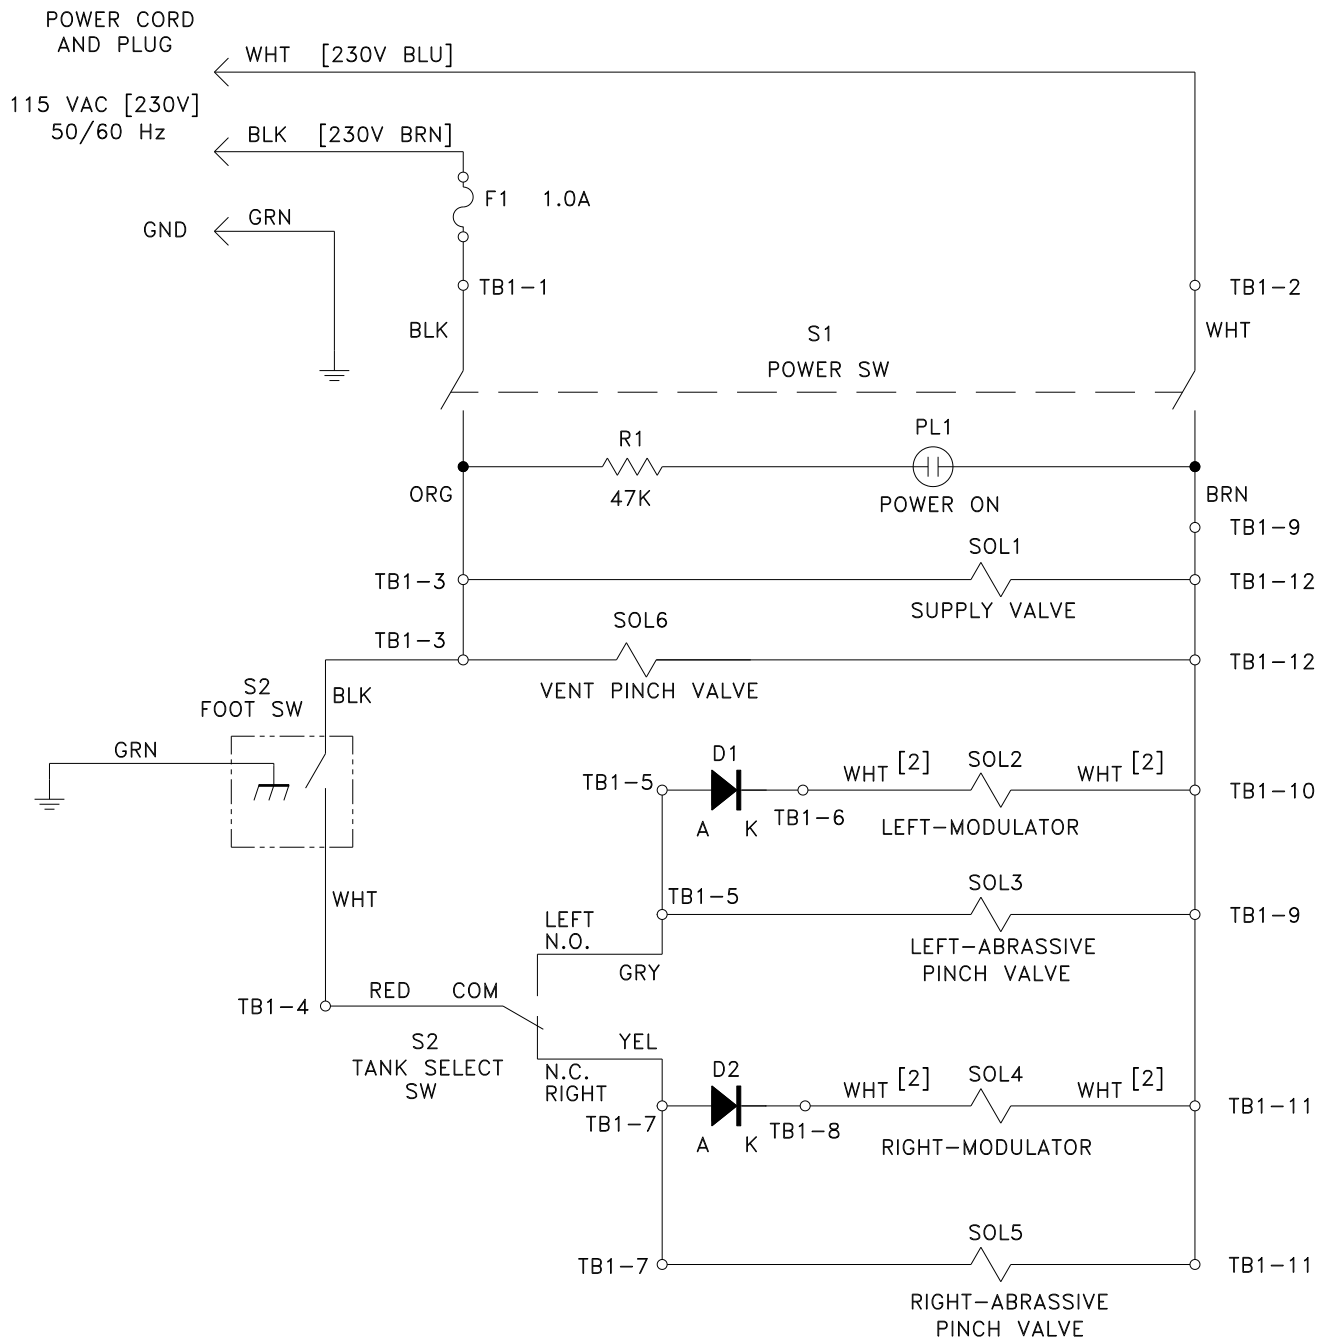 POWER CORD
AND PLUG
WHT [230V BLU]
115 VAC [230V]
50/60 Hz
BLK [230V BRN]
F1 1.0A
GND
GRN
TB1-1
TB1-2
BLK
S1
POWER SW
WHT
R1
47K
PL1
POWER ON
ORG
BRN
TB1-9
TB1-3
SOL1
SUPPLY VALVE
TB1-12
TB1-3
SOL6
VENT PINCH VALVE
TB1-12
S2
FOOT SW
BLK
GRN
WHT
TB1-5
D1
A K
TB1-6
WHT [2]
SOL2
WHT [2]
LEFT-MODULATOR
TB1-10
TB1-5
SOL3
LEFT-ABRASSIVE
PINCH VALVE
TB1-9
LEFT
N.O.
GRY
TB1-4
RED COM
S2
TANK SELECT
SW
YEL
N.C.
RIGHT
TB1-7
D2
A K
TB1-8
WHT [2]
SOL4
WHT [2]
RIGHT-MODULATOR
TB1-11
TB1-7
SOL5
RIGHT-ABRASSIVE
PINCH VALVE
TB1-11